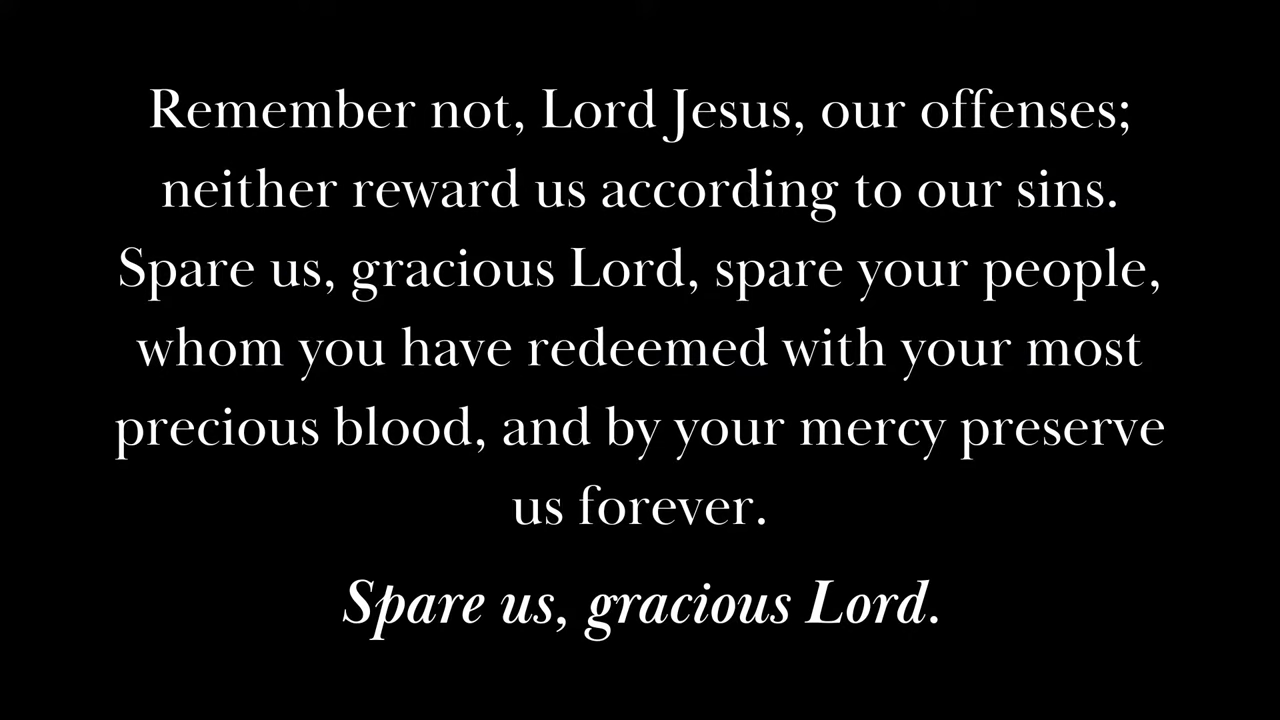 Remember not, Lord Jesus, our offenses;
neither reward us according to our sins.
Spare us, gracious Lord, spare your people,
whom you have redeemed with your most
precious blood, and by your mercy preserve
us forever.
Spare us, gracious Lord.